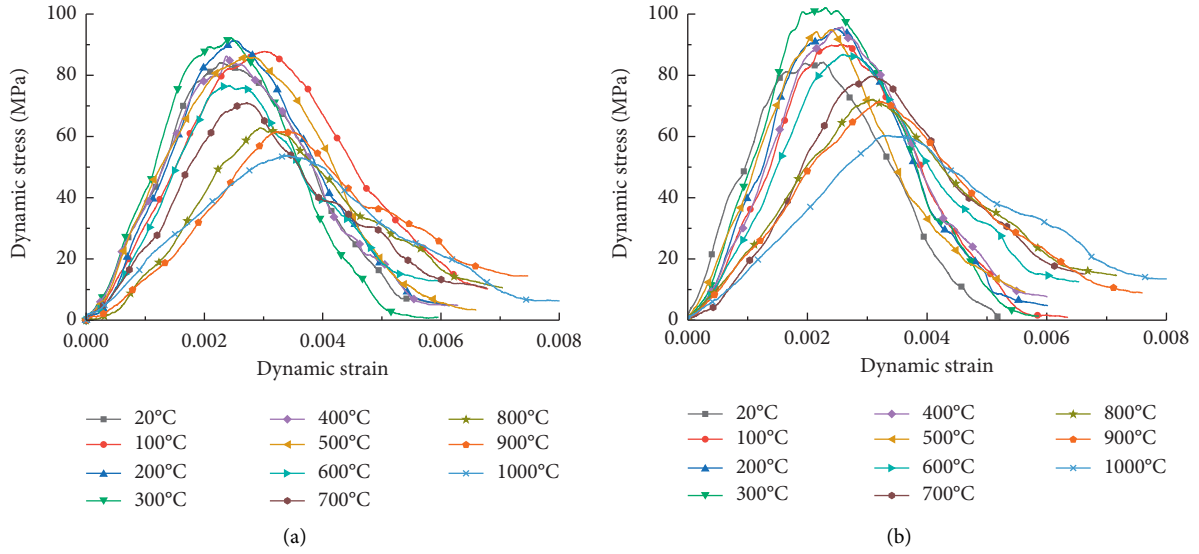 100
80
60
40
20
0
Dynamic stress (MPa)
0.000
0.002
0.004
0.006
0.008
Dynamic strain
20°C
100°C
200°C
300°C
400°C
500°C
600°C
700°C
800°C
900°C
1000°C
(a)
100
80
60
40
20
0
Dynamic stress (MPa)
0.000
0.002
0.004
0.006
0.008
Dynamic strain
20°C
100°C
200°C
300°C
400°C
500°C
600°C
700°C
800°C
900°C
1000°C
(b)